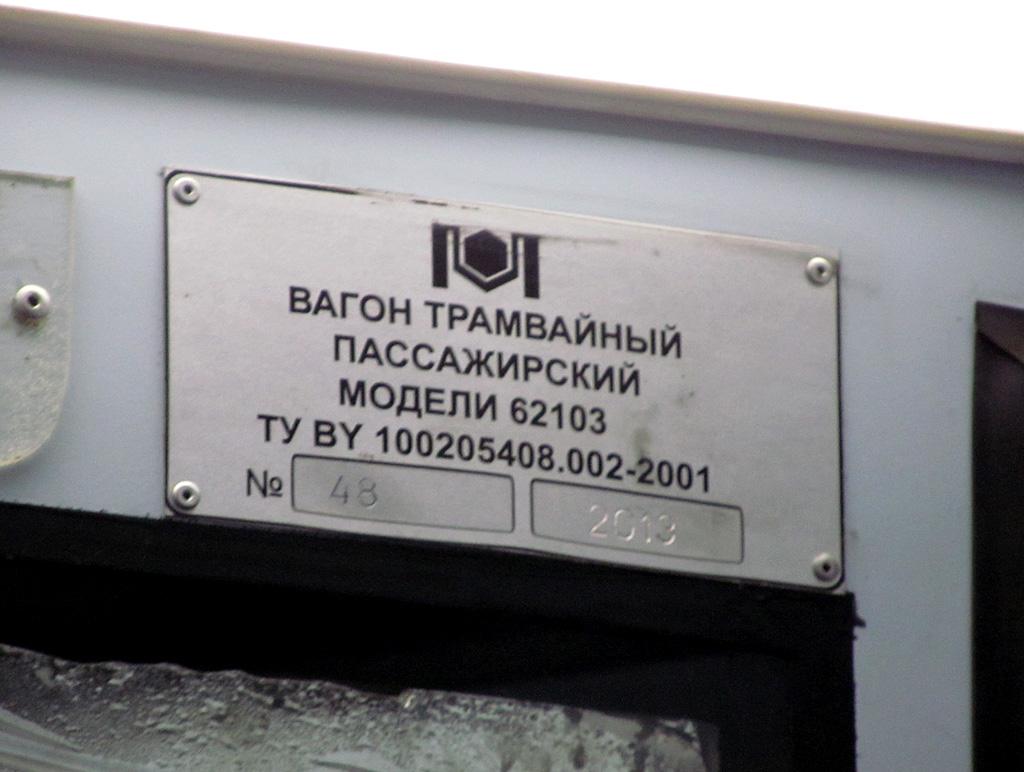 ВАГОН ТРАМВАЙНЫЙ
ПАССАЖИРСКИЙ
МОДЕЛИ 62103
ТУ BY 100205408.002-2001
№ 48 2013